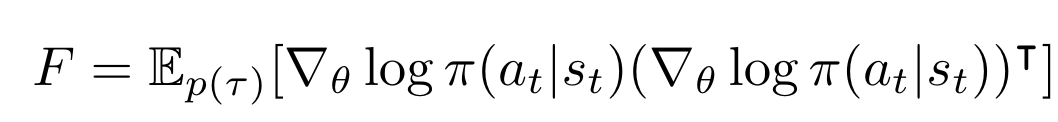 F = 𝔼_{p(τ)}[∇_θ log π(a_t|s_t)(∇_θ log π(a_t|s_t))^⊤]